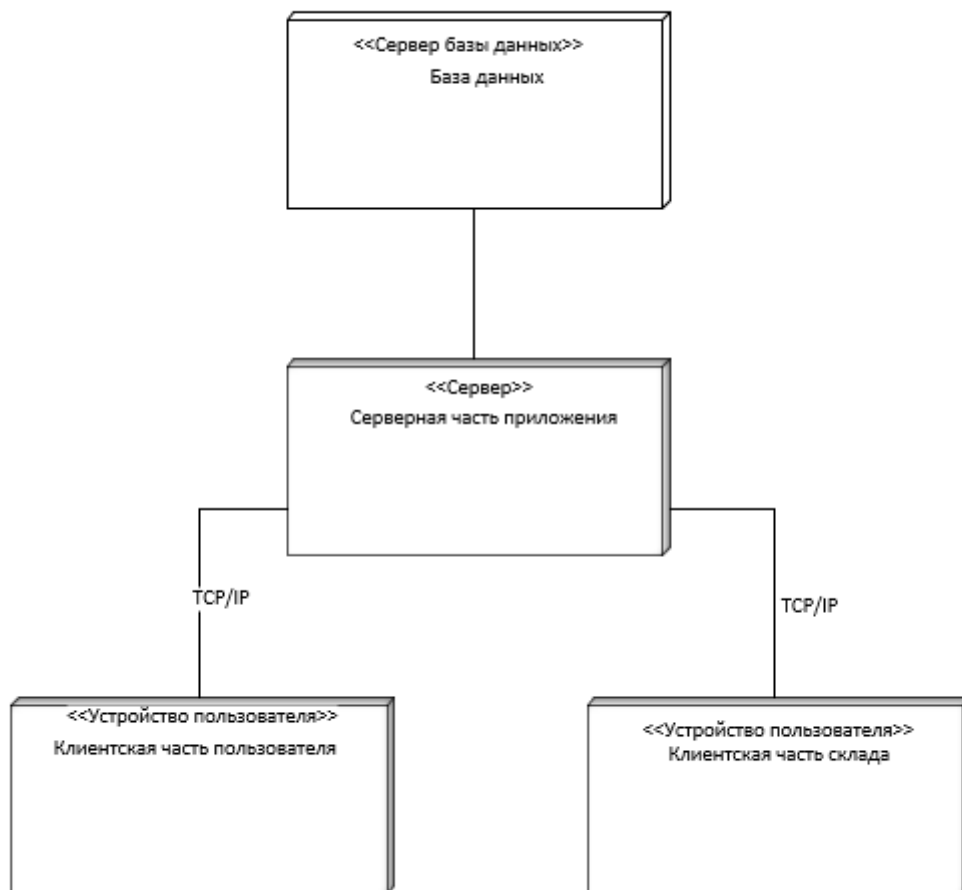 <<Сервер базы данных>>
База данных
<<Сервер>>
Серверная часть приложения
TCP/IP
TCP/IP
<<Устройство пользователя>>
Клиентская часть пользователя
<<Устройство пользователя>>
Клиентская часть склада